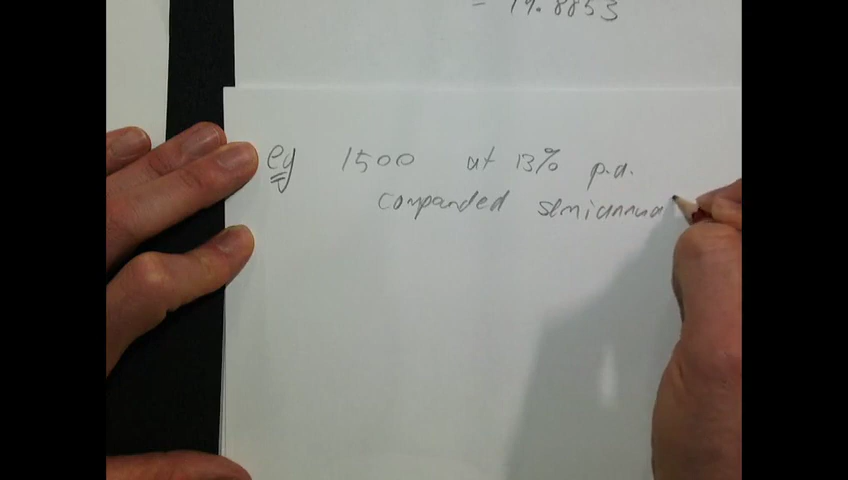 = 19.8853
eg 1500 at 13% p.a.
compounded semiannua